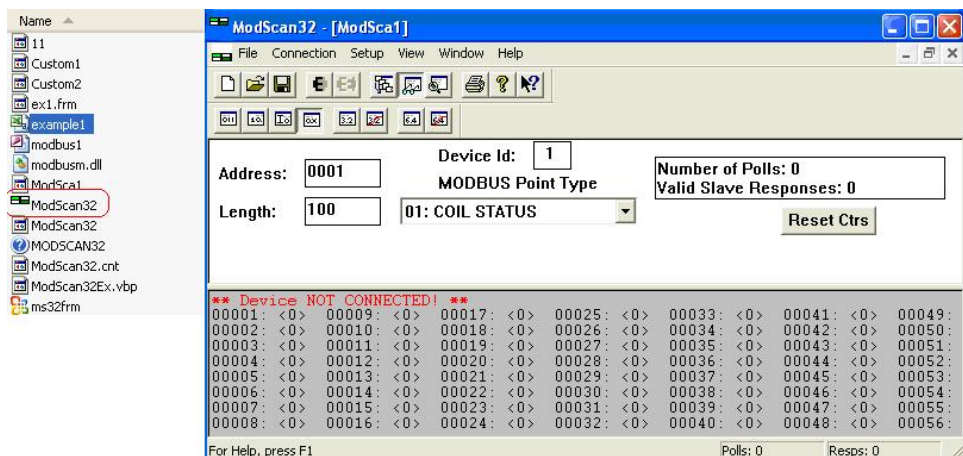 Name
11
Custom1
Custom2
ex1.frm
example1
modbus1
modbusm.dll
ModSca1
ModScan32
ModScan32
MODSCAN32
ModScan32.cnt
ModScan32Ex.vbp
ms32frm
ModScan32 - [ModSca1]
File Connection Setup View Window Help
Address: 0001
Length: 100
Device Id: 1
MODBUS Point Type
01: COIL STATUS
Number of Polls: 0
Valid Slave Responses: 0
Reset Ctrs
** Device NOT CONNECTED! **
00001: <0> 00009: <0> 00017: <0> 00025: <0> 00033: <0> 00041: <0> 00049:
00002: <0> 00010: <0> 00018: <0> 00026: <0> 00034: <0> 00042: <0> 00050:
00003: <0> 00011: <0> 00019: <0> 00027: <0> 00035: <0> 00043: <0> 00051:
00004: <0> 00012: <0> 00020: <0> 00028: <0> 00036: <0> 00044: <0> 00052:
00005: <0> 00013: <0> 00021: <0> 00029: <0> 00037: <0> 00045: <0> 00053:
00006: <0> 00014: <0> 00022: <0> 00030: <0> 00038: <0> 00046: <0> 00054:
00007: <0> 00015: <0> 00023: <0> 00031: <0> 00039: <0> 00047: <0> 00055:
00008: <0> 00016: <0> 00024: <0> 00032: <0> 00040: <0> 00048: <0> 00056:
For Help, press F1
Polls: 0
Resps: 0